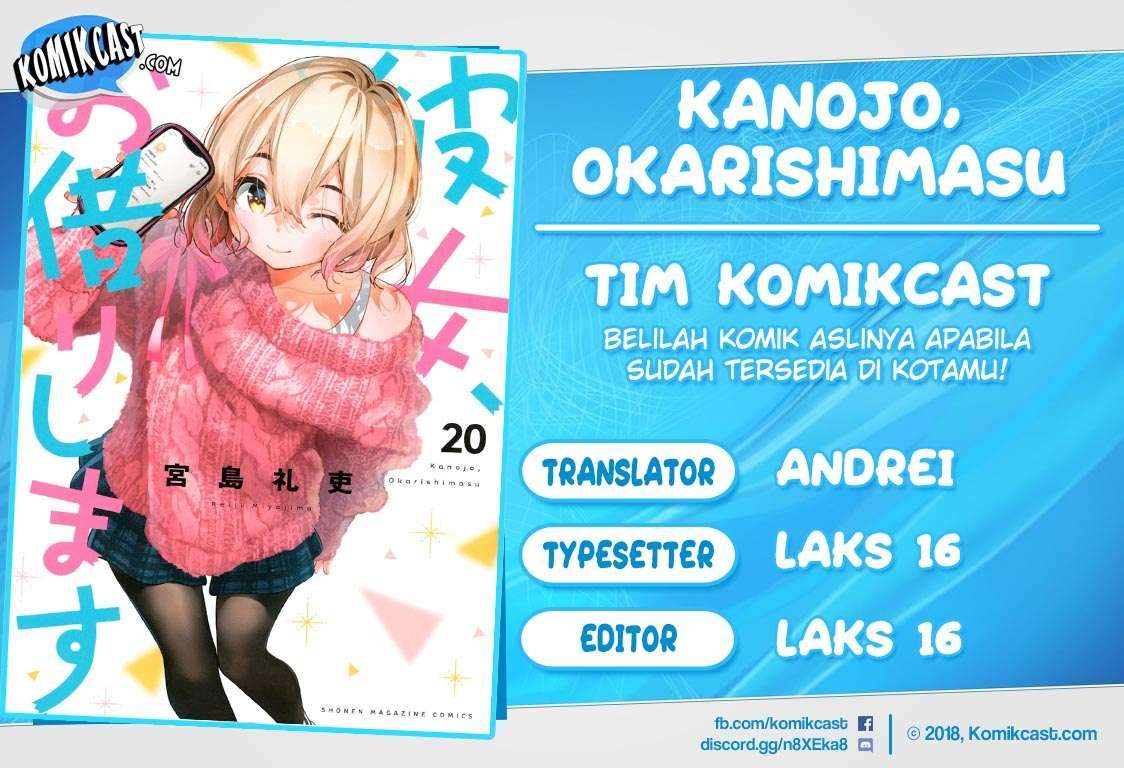 KOMIKCAST
.COM
彼女、
お借りします
20
Kanojo,
Okarishimasu
宮島礼吏
Reiji Miyajima
SHONEN MAGAZINE COMICS
KANOJO,
OKARISHIMASU
TIM KOMIKCAST
BELILAH KOMIK ASLINYA APABILA
SUDAH TERSEDIA DI KOTAMU!
TRANSLATOR ANDREI
TYPESETTER LAKS 16
EDITOR LAKS 16
fb.com/komikcast
discord.gg/n8XEka8
© 2018, Komikcast.com